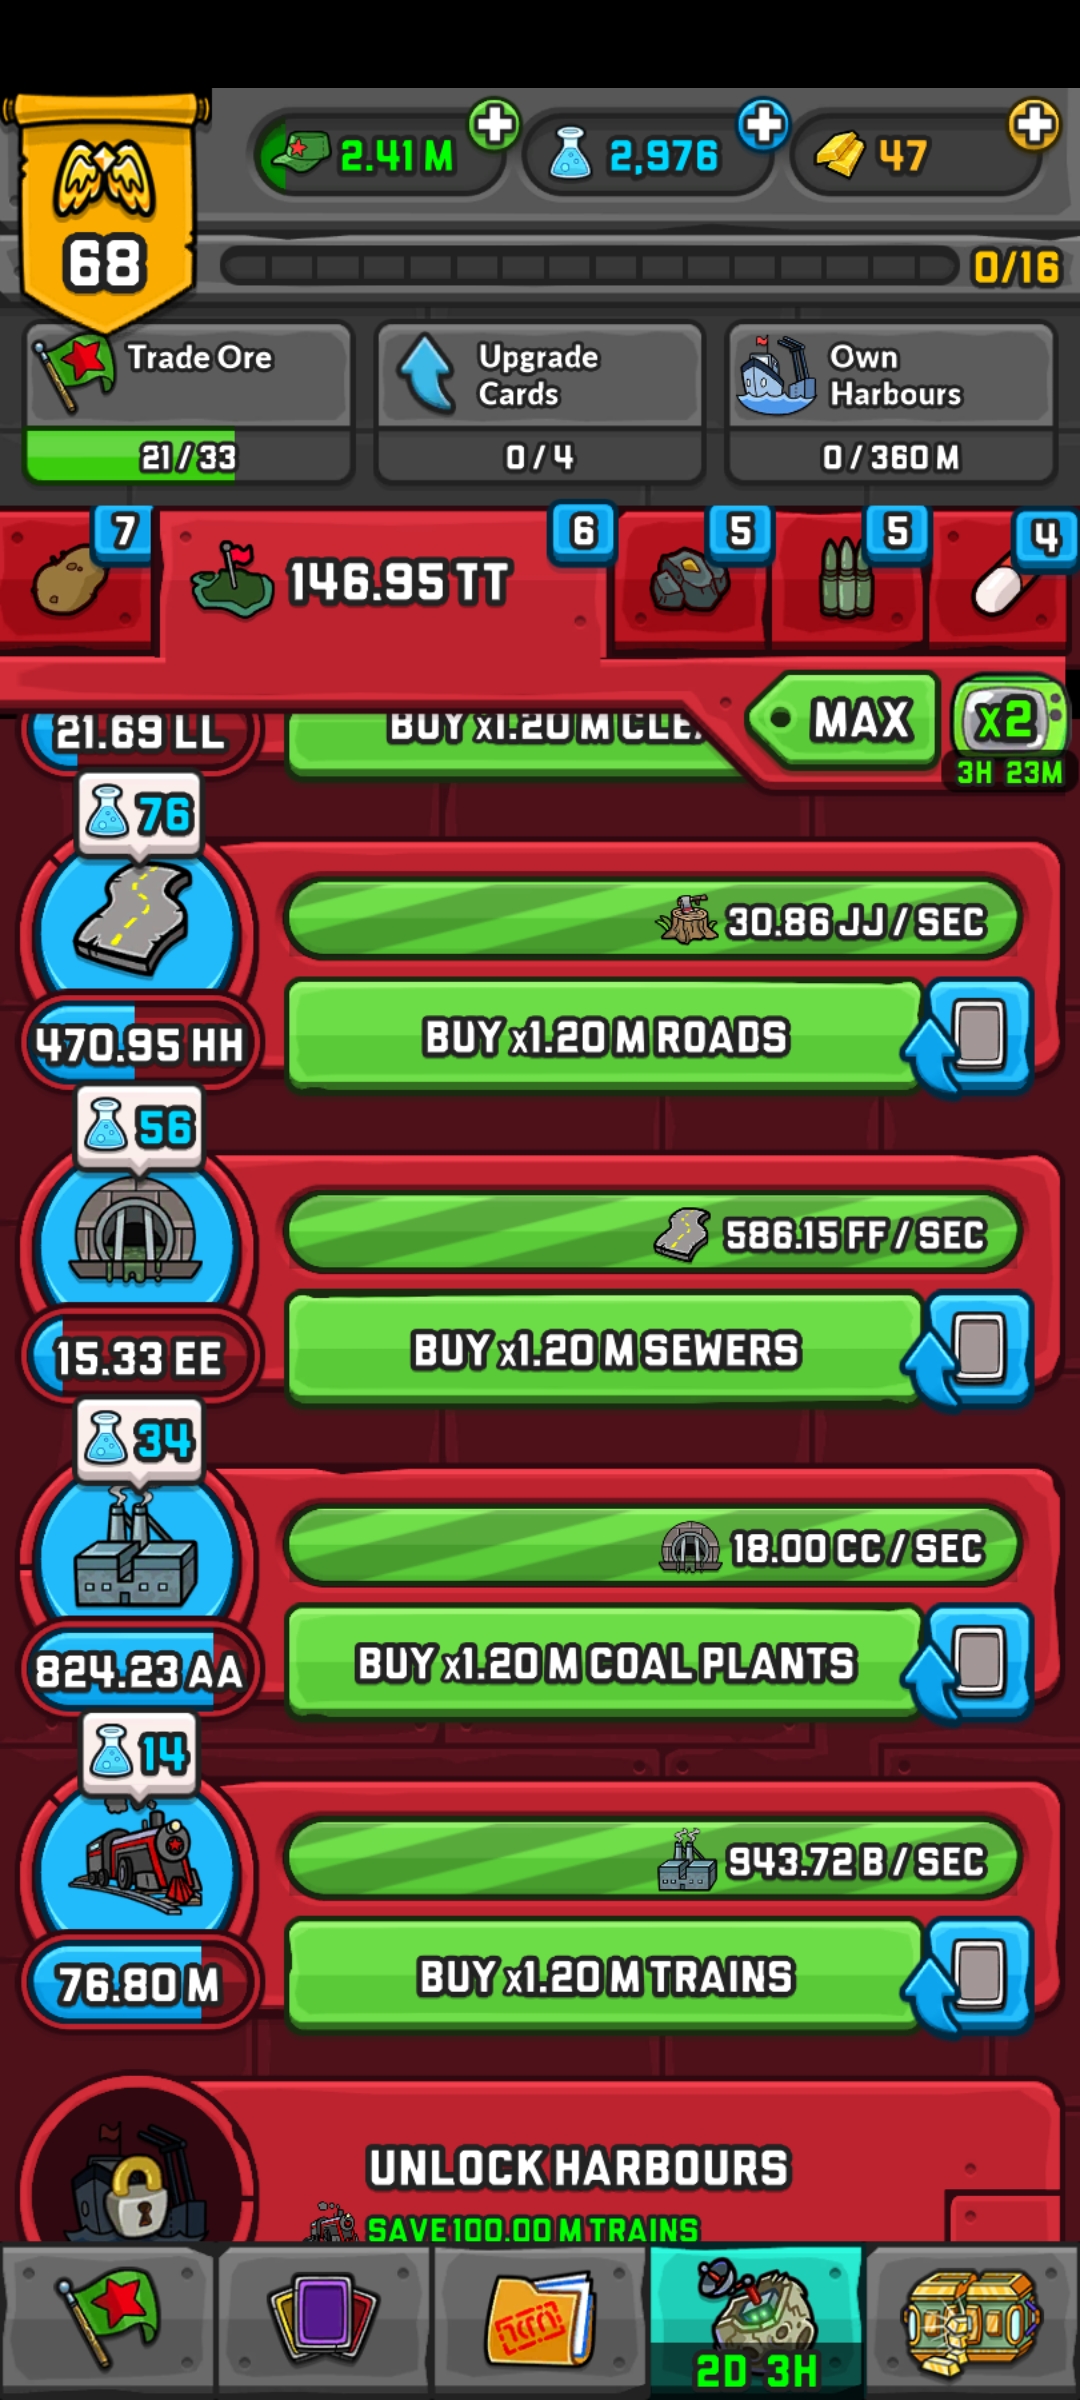 2.41 M
2,976
47
68
0/16
Trade Ore
21/33
Upgrade
Cards
0/4
Own
Harbours
0/360 M
7
146.95 TT
6
5
5
4
21.69 LL
BUY x1.20 M CLEA
MAX
x2
3H 23M
76
30.86 JJ / SEC
BUY x1.20 M ROADS
470.95 HH
56
586.15 FF / SEC
BUY x1.20 M SEWERS
15.33 EE
34
18.00 CC / SEC
BUY x1.20 M COAL PLANTS
824.23 AA
14
943.72 B / SEC
BUY x1.20 M TRAINS
76.80 M
UNLOCK HARBOURS
SAVE 100.00 M TRAINS
2D 3H